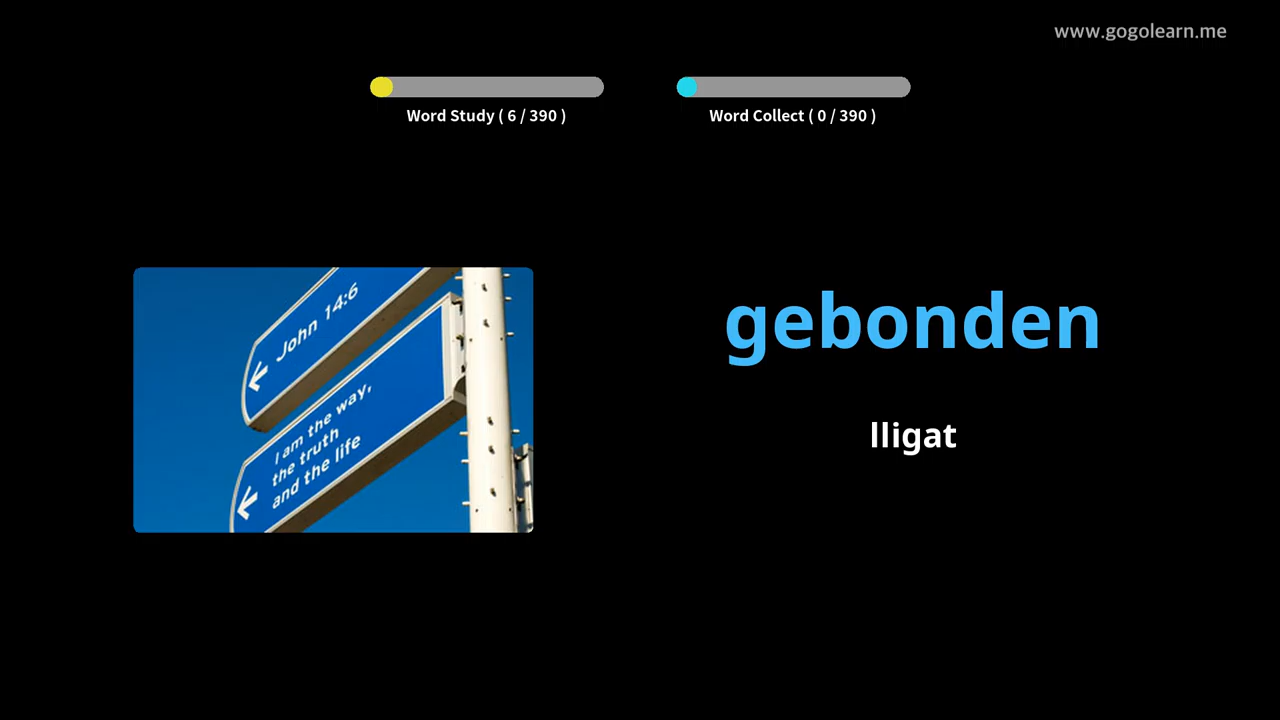 www.gogolearn.me
Word Study ( 6 / 390 )
Word Collect ( 0 / 390 )
John 14:6
I am the way,
the truth
and the life
gebonden
lligat